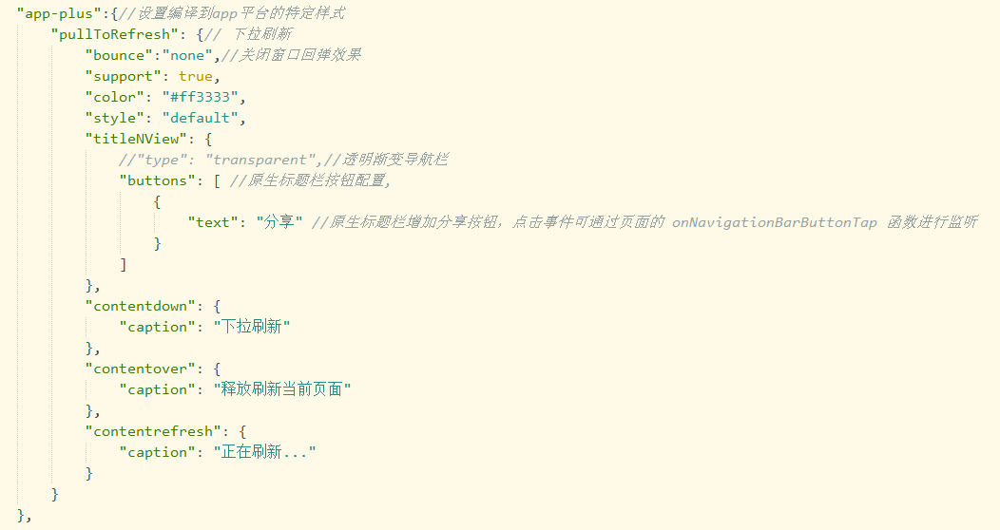 "app-plus":{//设置编译到app平台的特定样式
"pullToRefresh": {// 下拉刷新
"bounce":"none",//关闭窗口回弹效果
"support": true,
"color": "#ff3333",
"style": "default",
"titleNView": {
//"type": "transparent",//透明渐变导航栏
"buttons": [ //原生标题栏按钮配置,
{
"text": "分享" //原生标题栏增加分享按钮，点击事件可通过页面的 onNavigationBarButtonTap 函数进行监听
}
]
},
"contentdown": {
"caption": "下拉刷新"
},
"contentover": {
"caption": "释放刷新当前页面"
},
"contentrefresh": {
"caption": "正在刷新..."
}
}
},